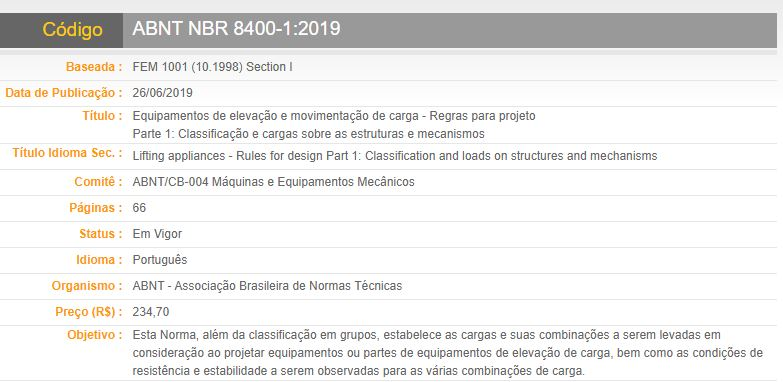 Código ABNT NBR 8400-1:2019
Baseada : FEM 1001 (10.1998) Section I
Data de Publicação : 26/06/2019
Título : Equipamentos de elevação e movimentação de carga - Regras para projeto
Parte 1: Classificação e cargas sobre as estruturas e mecanismos
Título Idioma Sec. : Lifting appliances - Rules for design Part 1: Classification and loads on structures and mechanisms
Comitê : ABNT/CB-004 Máquinas e Equipamentos Mecânicos
Páginas : 66
Status : Em Vigor
Idioma : Português
Organismo : ABNT - Associação Brasileira de Normas Técnicas
Preço (R$) : 234,70
Objetivo : Esta Norma, além da classificação em grupos, estabelece as cargas e suas combinações a serem levadas em
consideração ao projetar equipamentos ou partes de equipamentos de elevação de carga, bem como as condições de
resistência e estabilidade a serem observadas para as várias combinações de carga.